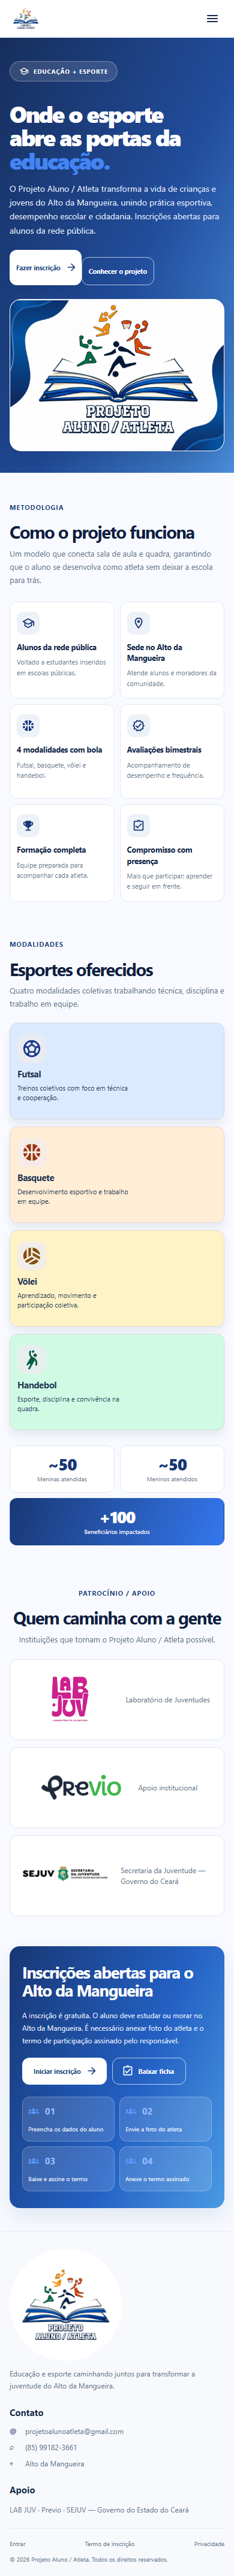 EDUCAÇÃO + ESPORTE
Onde o esporte
abre as portas da
educação.
O Projeto Aluno / Atleta transforma a vida de crianças e
jovens do Alto da Mangueira, unindo prática esportiva,
desempenho escolar e cidadania. Inscrições abertas para
alunos da rede pública.
Fazer inscrição →
Conhecer o projeto
PROJETO
ALUNO / ATLETA
METODOLOGIA
Como o projeto funciona
Um modelo que conecta sala de aula e quadra, garantindo
que o aluno se desenvolva como atleta sem deixar a escola
para trás.
Alunos da rede pública
Voltado a estudantes inseridos
em escolas públicas.
Sede no Alto da
Mangueira
Atende alunos e moradores da
comunidade.
4 modalidades com bola
Futsal, basquete, vôlei e
handebol.
Avaliações bimestrais
Acompanhamento de
desempenho e frequência.
Formação completa
Equipe preparada para
acompanhar cada atleta.
Compromisso com
presença
Mais que participar: aprender
e seguir em frente.
MODALIDADES
Esportes oferecidos
Quatro modalidades coletivas trabalhando técnica, disciplina e
trabalho em equipe.
Futsal
Treinos coletivos com foco em técnica
e cooperação.
Basquete
Desenvolvimento esportivo e trabalho
em equipe.
Vôlei
Aprendizado, movimento e
participação coletiva.
Handebol
Esporte, disciplina e convivência na
quadra.
~50
Meninas atendidas
~50
Meninos atendidos
+100
Beneficiários impactados
PATROCÍNIO / APOIO
Quem caminha com a gente
Instituições que tornam o Projeto Aluno / Atleta possível.
LAB
JUV
Laboratório de Juventudes
Previo
Apoio institucional
SEJUV
CEARÁ
SECRETARIA
DA JUVENTUDE
Secretaria da Juventude —
Governo do Ceará
Inscrições abertas para o
Alto da Mangueira
A inscrição é gratuita. O aluno deve estudar ou morar no
Alto da Mangueira. É necessário anexar foto do atleta e o
termo de participação assinado pelo responsável.
Iniciar inscrição →
Baixar ficha
01
Preencha os dados do aluno
02
Envie a foto do atleta
03
Baixe e assine o termo
04
Anexe o termo assinado
PROJETO
ALUNO / ATLETA
Educação e esporte caminhando juntos para transformar a
juventude do Alto da Mangueira.
Contato
@ projetoalunoatleta@gmail.com
(85) 99182-3661
Alto da Mangueira
Apoio
LAB JUV · Previo · SEJUV — Governo do Estado do Ceará
Entrar
Termo de inscrição
Privacidade
© 2026 Projeto Aluno / Atleta. Todos os direitos reservados.